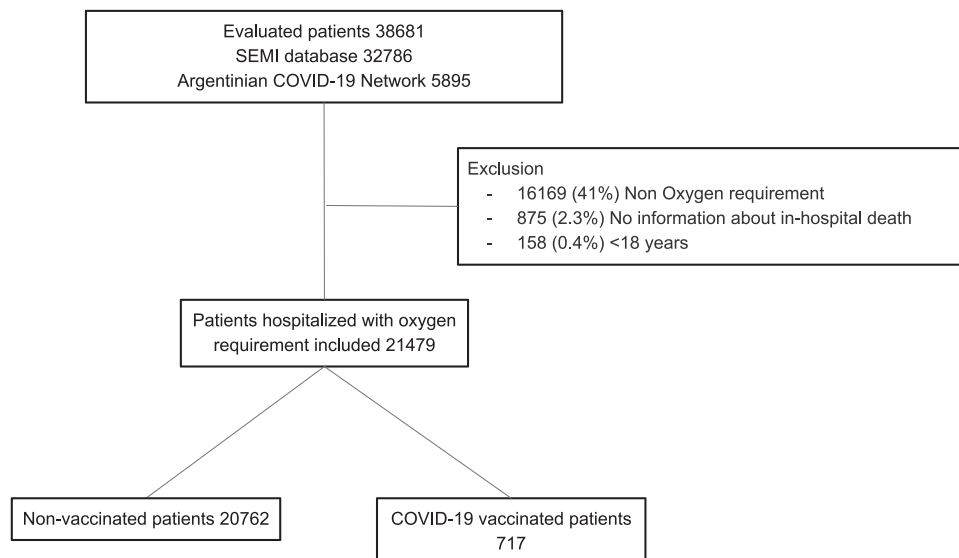 Evaluated patients 38681
SEMI database 32786
Argentinian COVID-19 Network 5895
Exclusion
- 16169 (41%) Non Oxygen requirement
- 875 (2.3%) No information about in-hospital death
- 158 (0.4%) <18 years
Patients hospitalized with oxygen
requirement included 21479
Non-vaccinated patients 20762
COVID-19 vaccinated patients
717